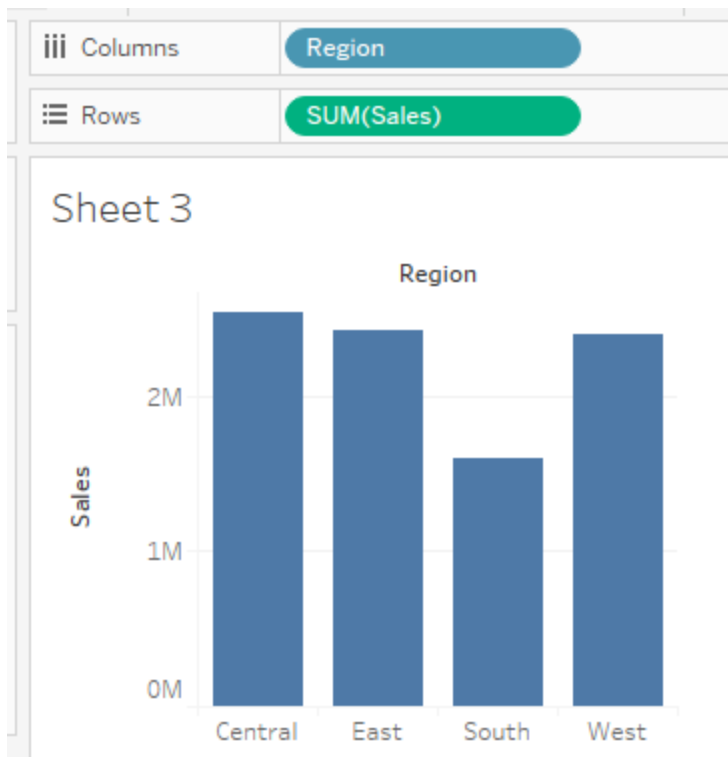 Columns Region
Rows SUM(Sales)
Sheet 3
Region
2M
Sales
1M
0M
Central East South West